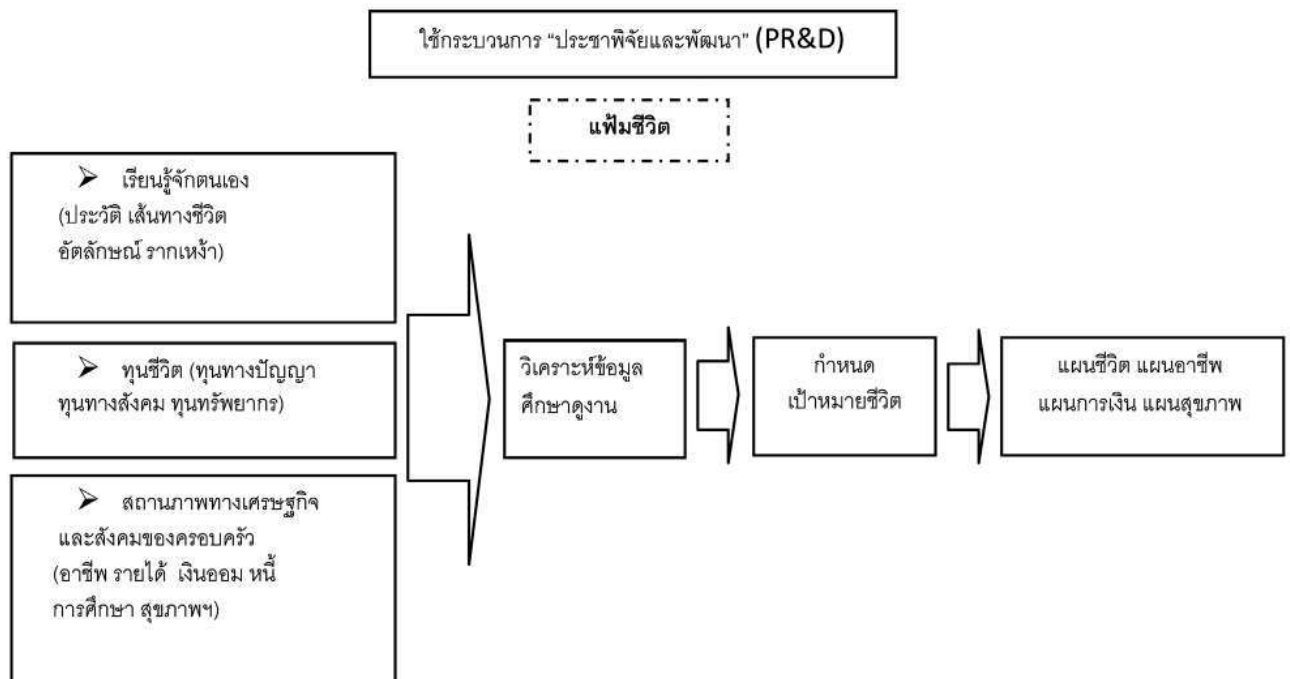 ใช้กระบวนการ “ประชาพิจัยและพัฒนา” (PR&D)
แฟ้มชีวิต
➢ เรียนรู้จักตนเอง
(ประวัติ เส้นทางชีวิต
อัตลักษณ์ รากเหง้า)
➢ ทุนชีวิต (ทุนทางปัญญา
ทุนทางสังคม ทุนทรัพยากร)
➢ สถานภาพทางเศรษฐกิจ
และสังคมของครอบครัว
(อาชีพ รายได้ เงินออม หนี้
การศึกษา สุขภาพฯ)
วิเคราะห์ข้อมูล
ศึกษาดูงาน
กำหนด
เป้าหมายชีวิต
แผนชีวิต แผนอาชีพ
แผนการเงิน แผนสุขภาพ